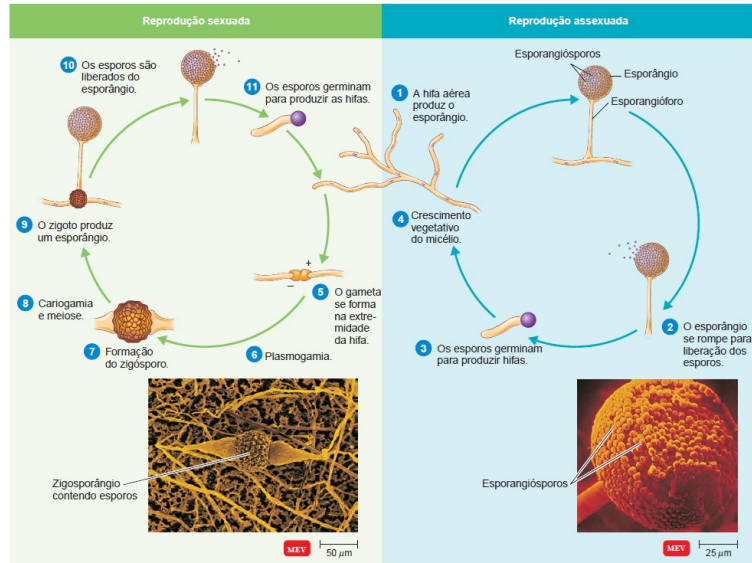 Reprodução sexuada
Reprodução assexuada
10 Os esporos são
liberados do
esporângio.
11 Os esporos germinam
para produzir as hifas.
9 O zigoto produz
um esporângio.
8 Cariogamia
e meiose.
7 Formação
do zigósporo.
6 Plasmogamia.
+
–
5 O gameta
se forma
na extre-
midade
da hifa.
Zigosporângio
contendo esporos
MEV
50 μm
1 A hifa aérea
produz o
esporângio.
Esporangiósporos
Esporângio
Esporangióforo
4 Crescimento
vegetativo
do micélio.
3 Os esporos germinam
para produzir hifas.
2 O esporângio
se rompe para
liberação dos
esporos.
Esporangiósporos
MEV
25 μm